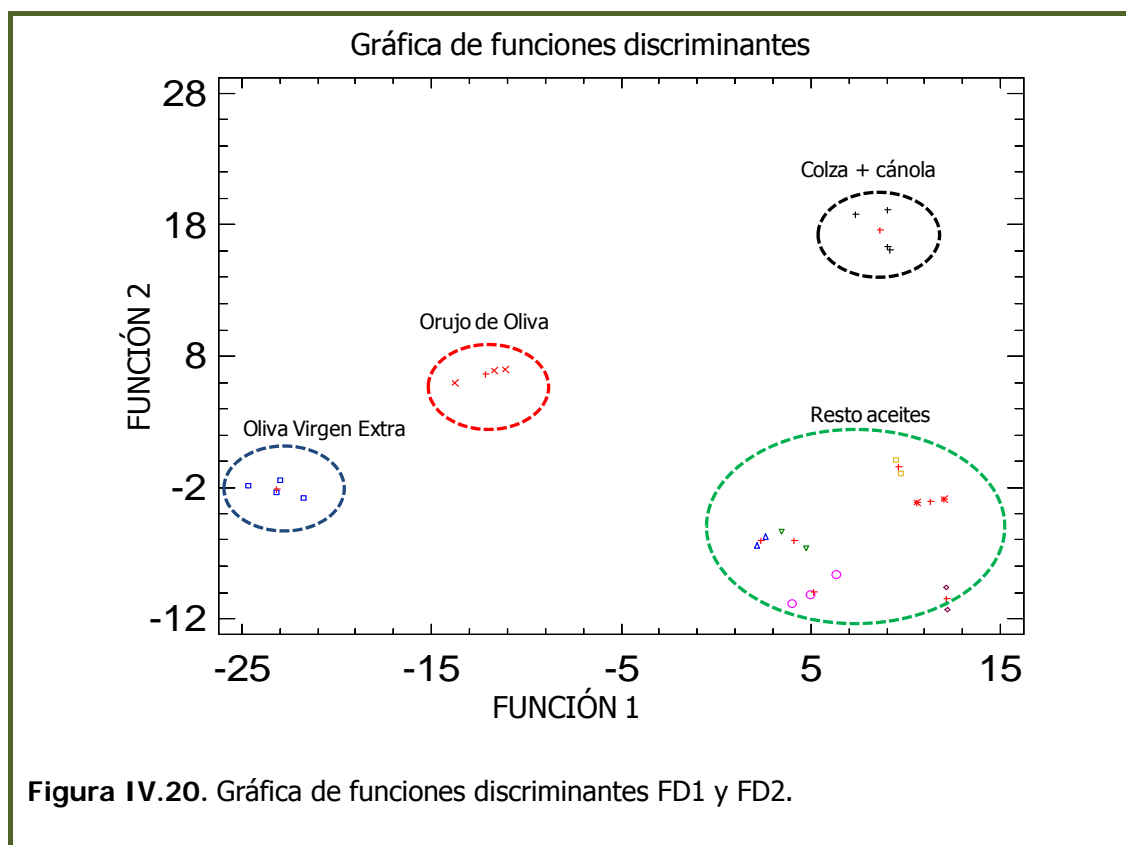 Gráfica de funciones discriminantes
28
Colza + cánola
18
FUNCIÓN 2
Orujo de Oliva
8
Oliva Virgen Extra
Resto aceites
-2
-12
-25 -15 -5 5 15
FUNCIÓN 1
Figura IV.20. Gráfica de funciones discriminantes FD1 y FD2.